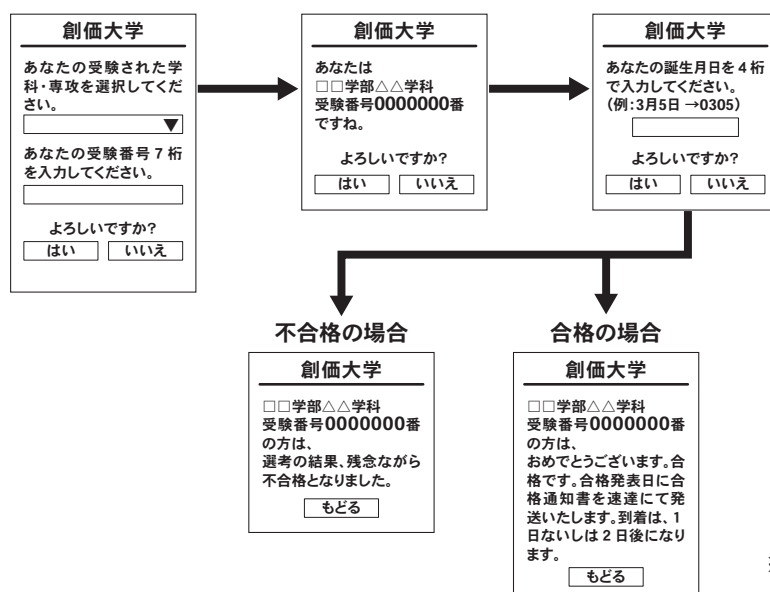 創価大学
あなたの受験された学
科・専攻を選択してくだ
さい。
▼
あなたの受験番号7桁
を入力してください。
よろしいですか?
はい いいえ
創価大学
あなたは
□□学部△△学科
受験番号0000000番
ですね。
よろしいですか?
はい いいえ
創価大学
あなたの誕生月日を4桁
で入力してください。
(例:3月5日→0305)
よろしいですか?
はい いいえ
不合格の場合
創価大学
□□学部△△学科
受験番号0000000番
の方は、
選考の結果、残念ながら
不合格となりました。
もどる
合格の場合
創価大学
□□学部△△学科
受験番号0000000番
の方は、
おめでとうございます。合
格です。合格発表日に合
格通知書を速達にて発
送いたします。到着は、1
日ないしは2日後になり
ます。
もどる